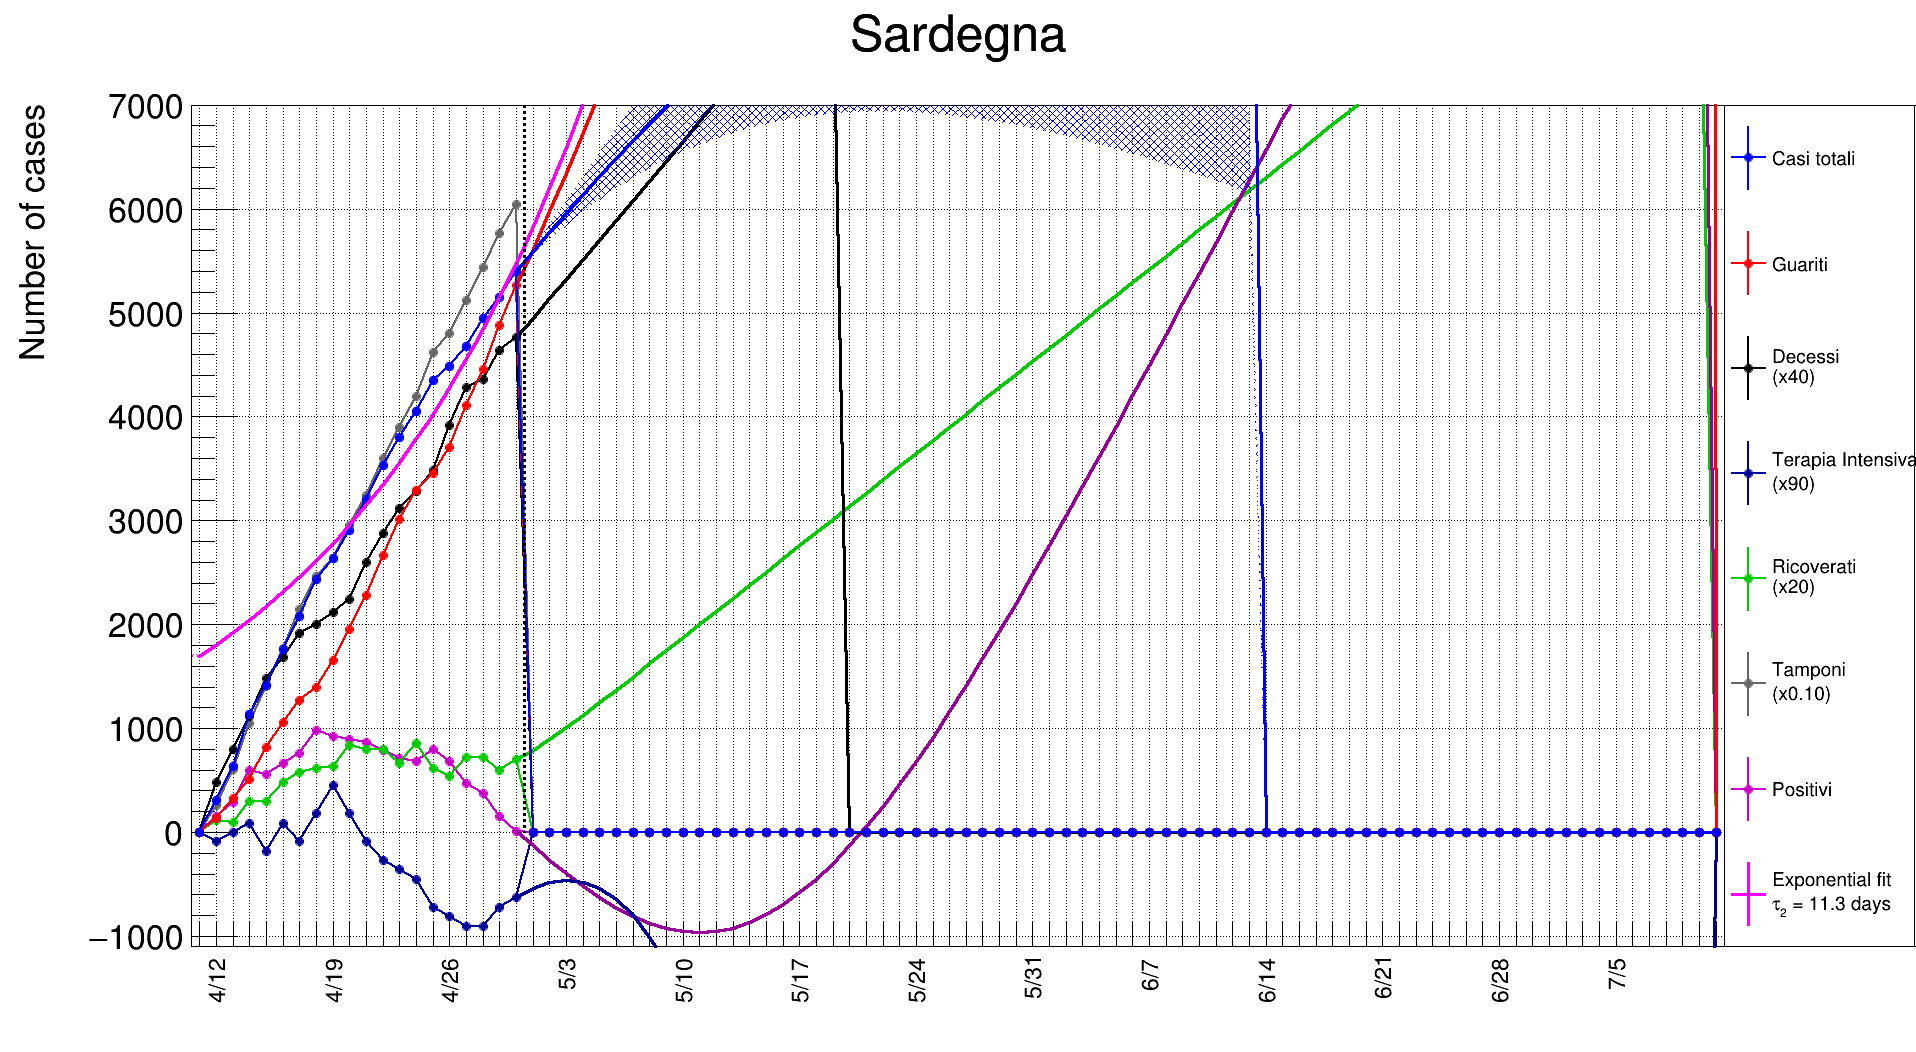 Sardegna
Number of cases
7000
6000
5000
4000
3000
2000
1000
0
−1000
4/12
4/19
4/26
5/3
5/10
5/17
5/24
5/31
6/7
6/14
6/21
6/28
7/5
Casi totali
Guariti
Decessi
(x40)
Terapia Intensiva
(x90)
Ricoverati
(x20)
Tamponi
(x0.10)
Positivi
Exponential fit
τ₂ = 11.3 days